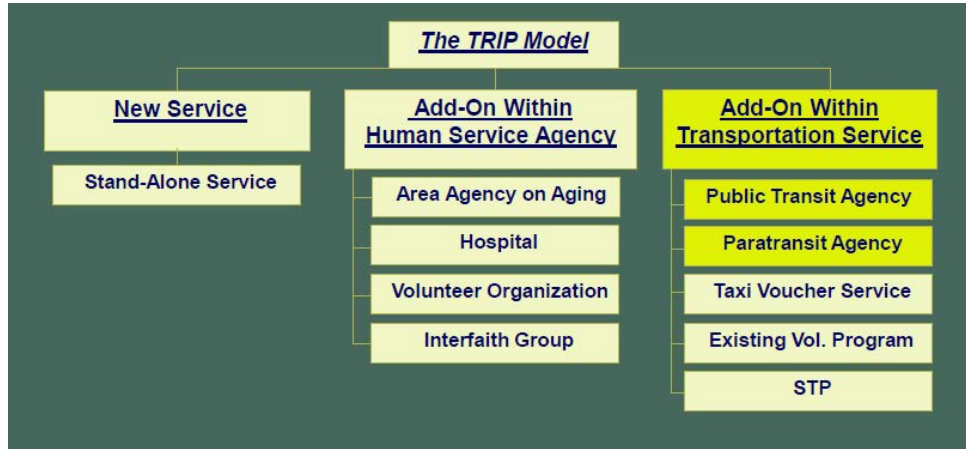 The TRIP Model
New Service
Stand-Alone Service
Add-On Within
Human Service Agency
Area Agency on Aging
Hospital
Volunteer Organization
Interfaith Group
Add-On Within
Transportation Service
Public Transit Agency
Paratransit Agency
Taxi Voucher Service
Existing Vol. Program
STP